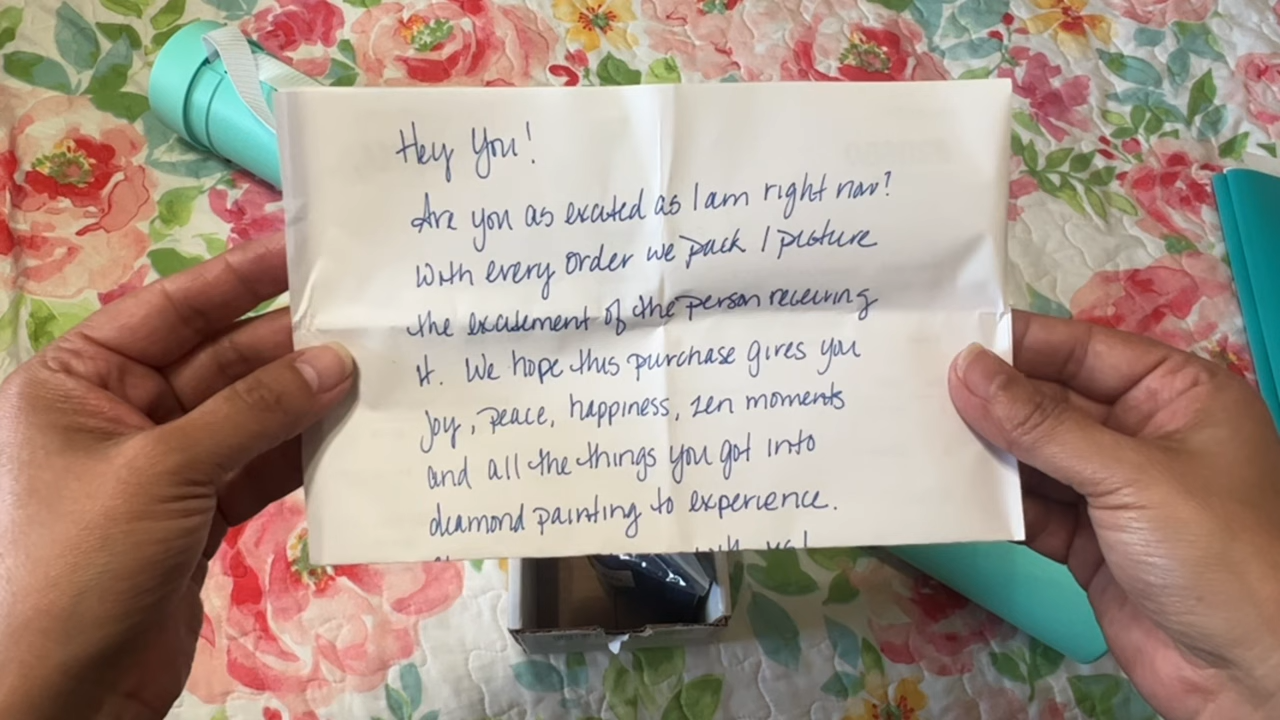 Hey You!
Are you as excited as I am right now?
With every order we pack I picture
the excitement of the person receiving
it. We hope this purchase gives you
joy, peace, happiness, zen moments
and all the things you got into
diamond painting to experience.